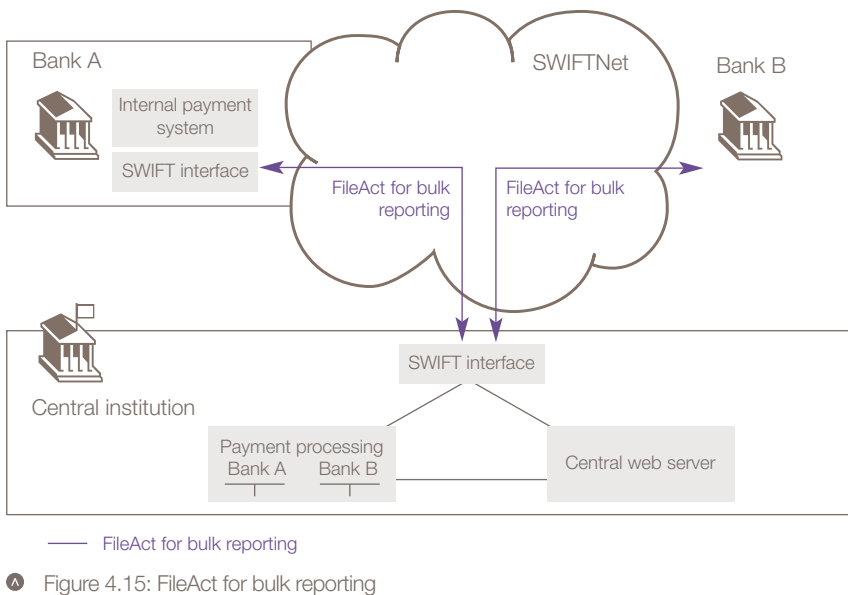 Bank A
SWIFTNet
Bank B
Internal payment
system
SWIFT interface
FileAct for bulk
reporting
FileAct for bulk
reporting
SWIFT interface
Central institution
Payment processing
Bank A
Bank B
Central web server
FileAct for bulk reporting
Figure 4.15: FileAct for bulk reporting